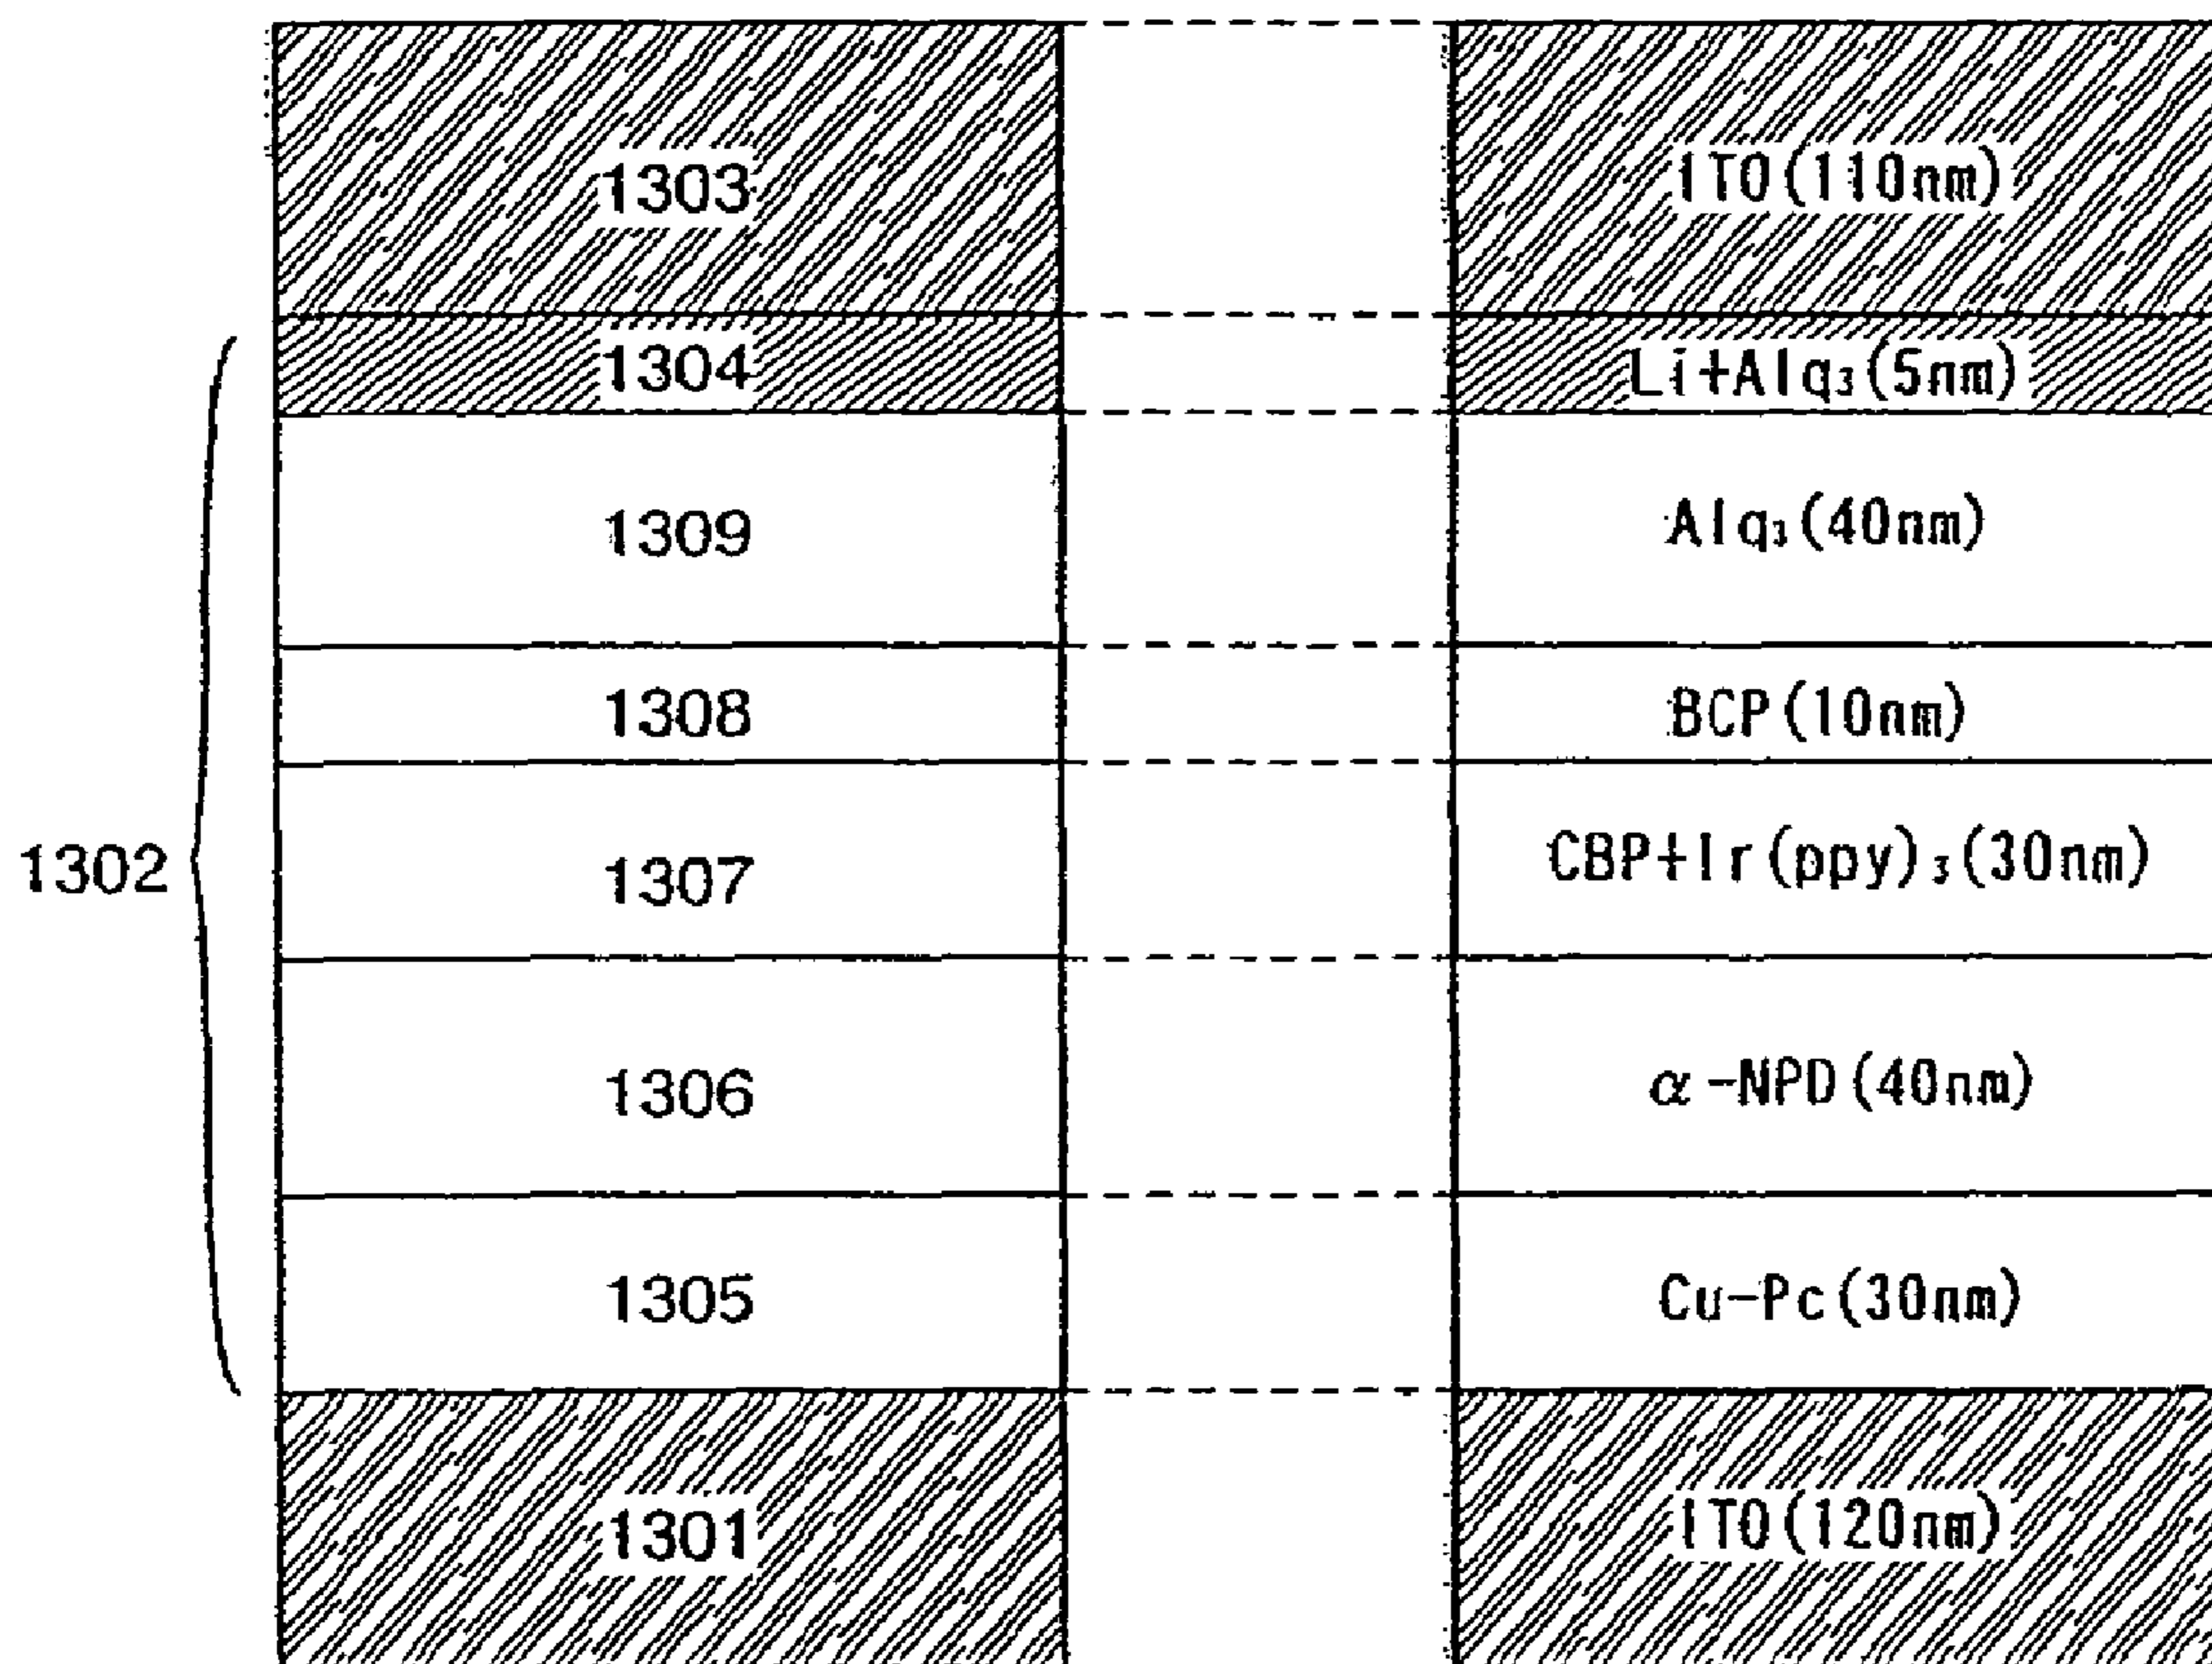 1303
ITO(110nm)
1304
Li+Alq₃(5nm)
1309
Alq₃(40nm)
1308
BCP(10nm)
1302
1307
CBP+Ir(ppy)₃(30nm)
1306
α-NPD(40nm)
1305
Cu-Pc(30nm)
1301
ITO(120nm)